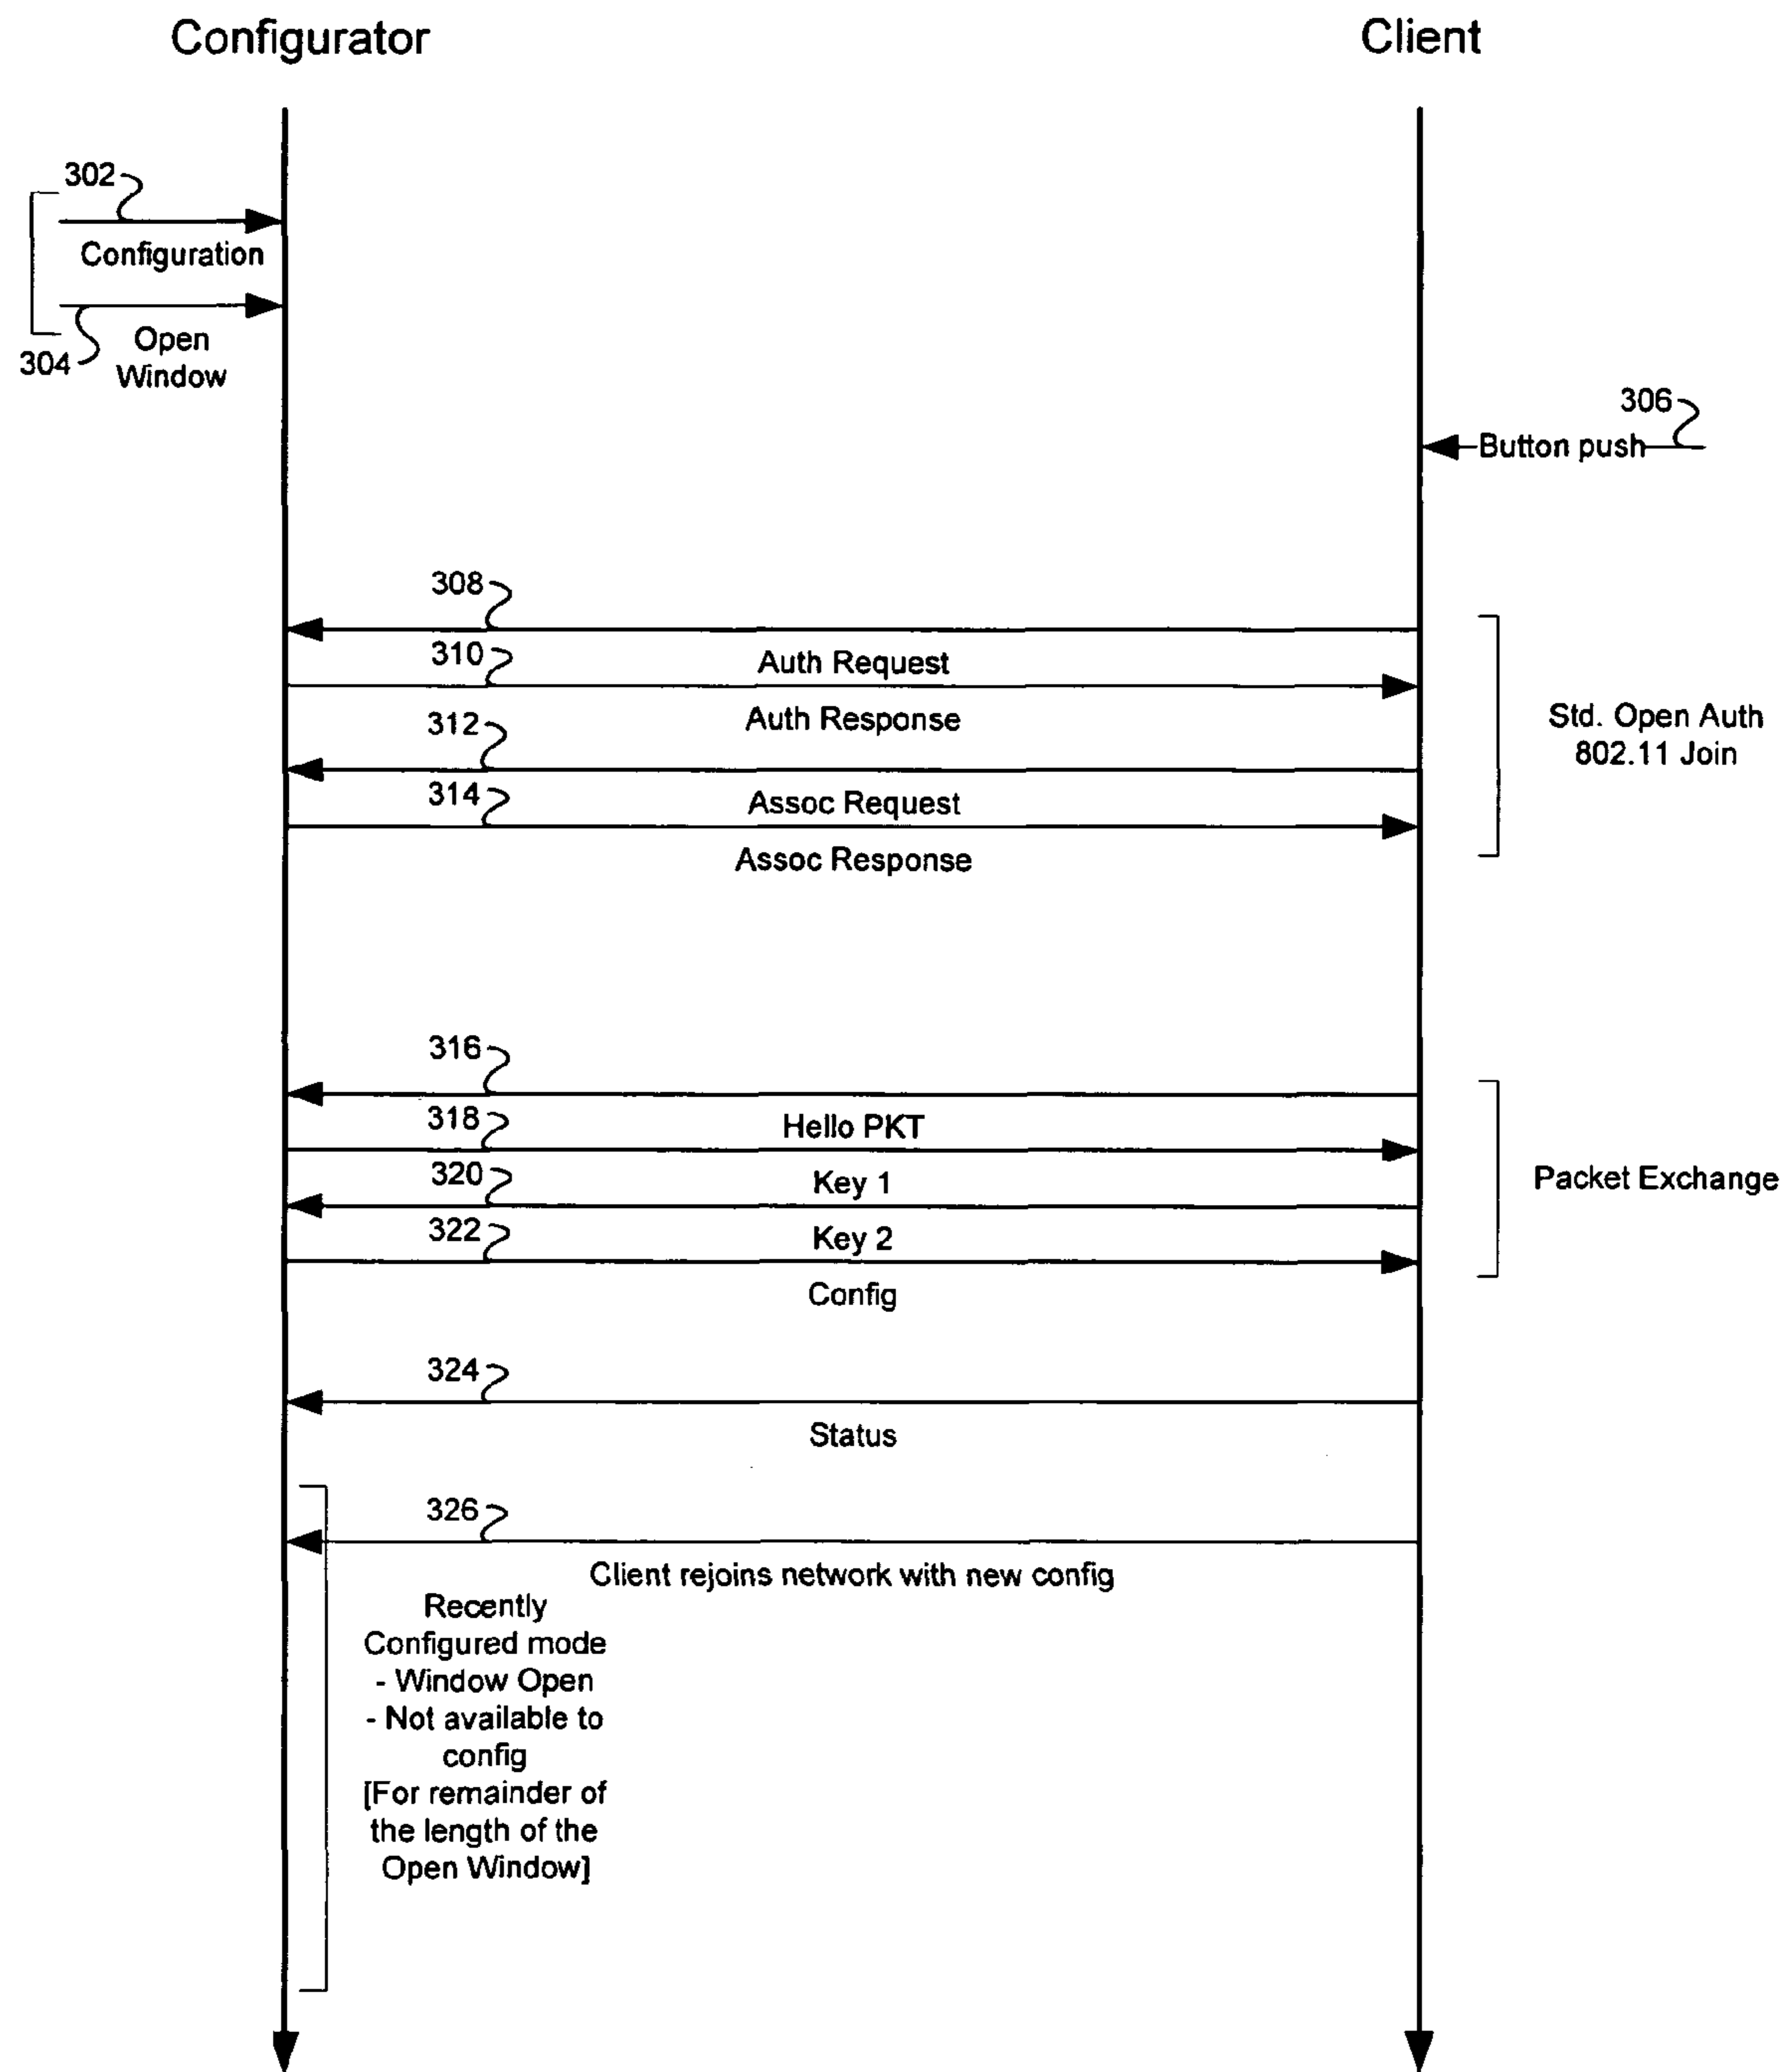 Configurator
Client
302
Configuration
304
Open
Window
306
Button push
308
310
Auth Request
312
Auth Response
Std. Open Auth
802.11 Join
314
Assoc Request
Assoc Response
316
318
Hello PKT
320
Key 1
Packet Exchange
322
Key 2
Config
324
Status
326
Client rejoins network with new config
Recently
Configured mode
- Window Open
- Not available to
config
[For remainder of
the length of the
Open Window]